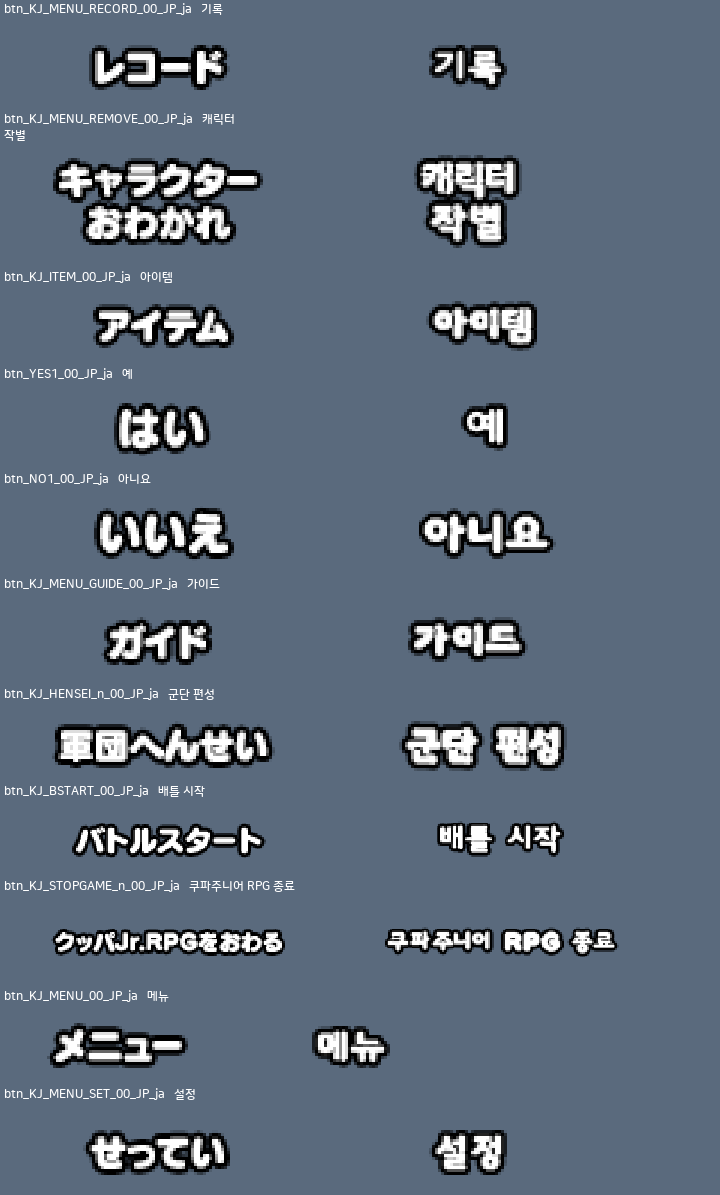 btn_KJ_MENU_RECORD_00_JP_ja 기록
レコード 기록
btn_KJ_MENU_REMOVE_00_JP_ja 캐릭터
작별
キャラクター 캐릭터
おわかれ 작별
btn_KJ_ITEM_00_JP_ja 아이템
アイテム 아이템
btn_YES1_00_JP_ja 예
はい 예
btn_NO1_00_JP_ja 아니요
いいえ 아니요
btn_KJ_MENU_GUIDE_00_JP_ja 가이드
ガイド 가이드
btn_KJ_HENSEI_n_00_JP_ja 군단 편성
軍団へんせい 군단 편성
btn_KJ_BSTART_00_JP_ja 배틀 시작
バトルスタート 배틀 시작
btn_KJ_STOPGAME_n_00_JP_ja 쿠파주니어 RPG 종료
クッパJr.RPGをおわる 쿠파주니어 RPG 종료
btn_KJ_MENU_00_JP_ja 메뉴
メニュー 메뉴
btn_KJ_MENU_SET_00_JP_ja 설정
せってい 설정